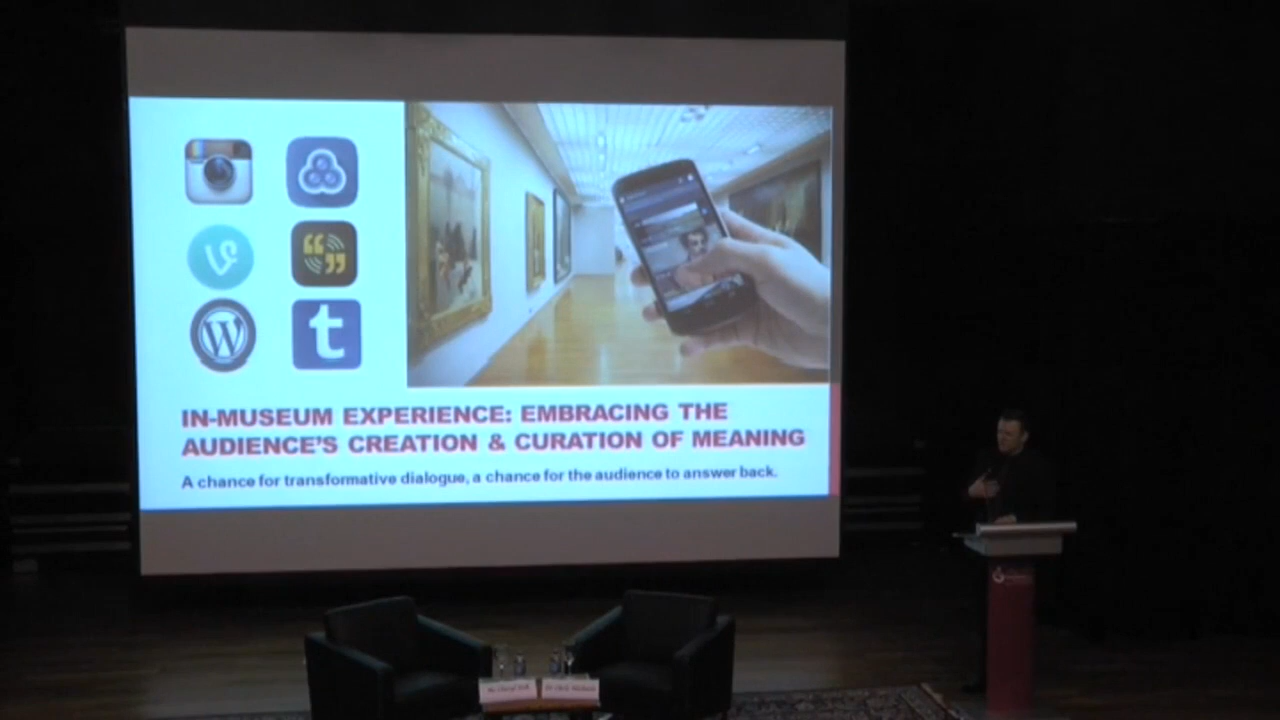 t
IN-MUSEUM EXPERIENCE: EMBRACING THE
AUDIENCE'S CREATION & CURATION OF MEANING
A chance for transformative dialogue, a chance for the audience to answer back.